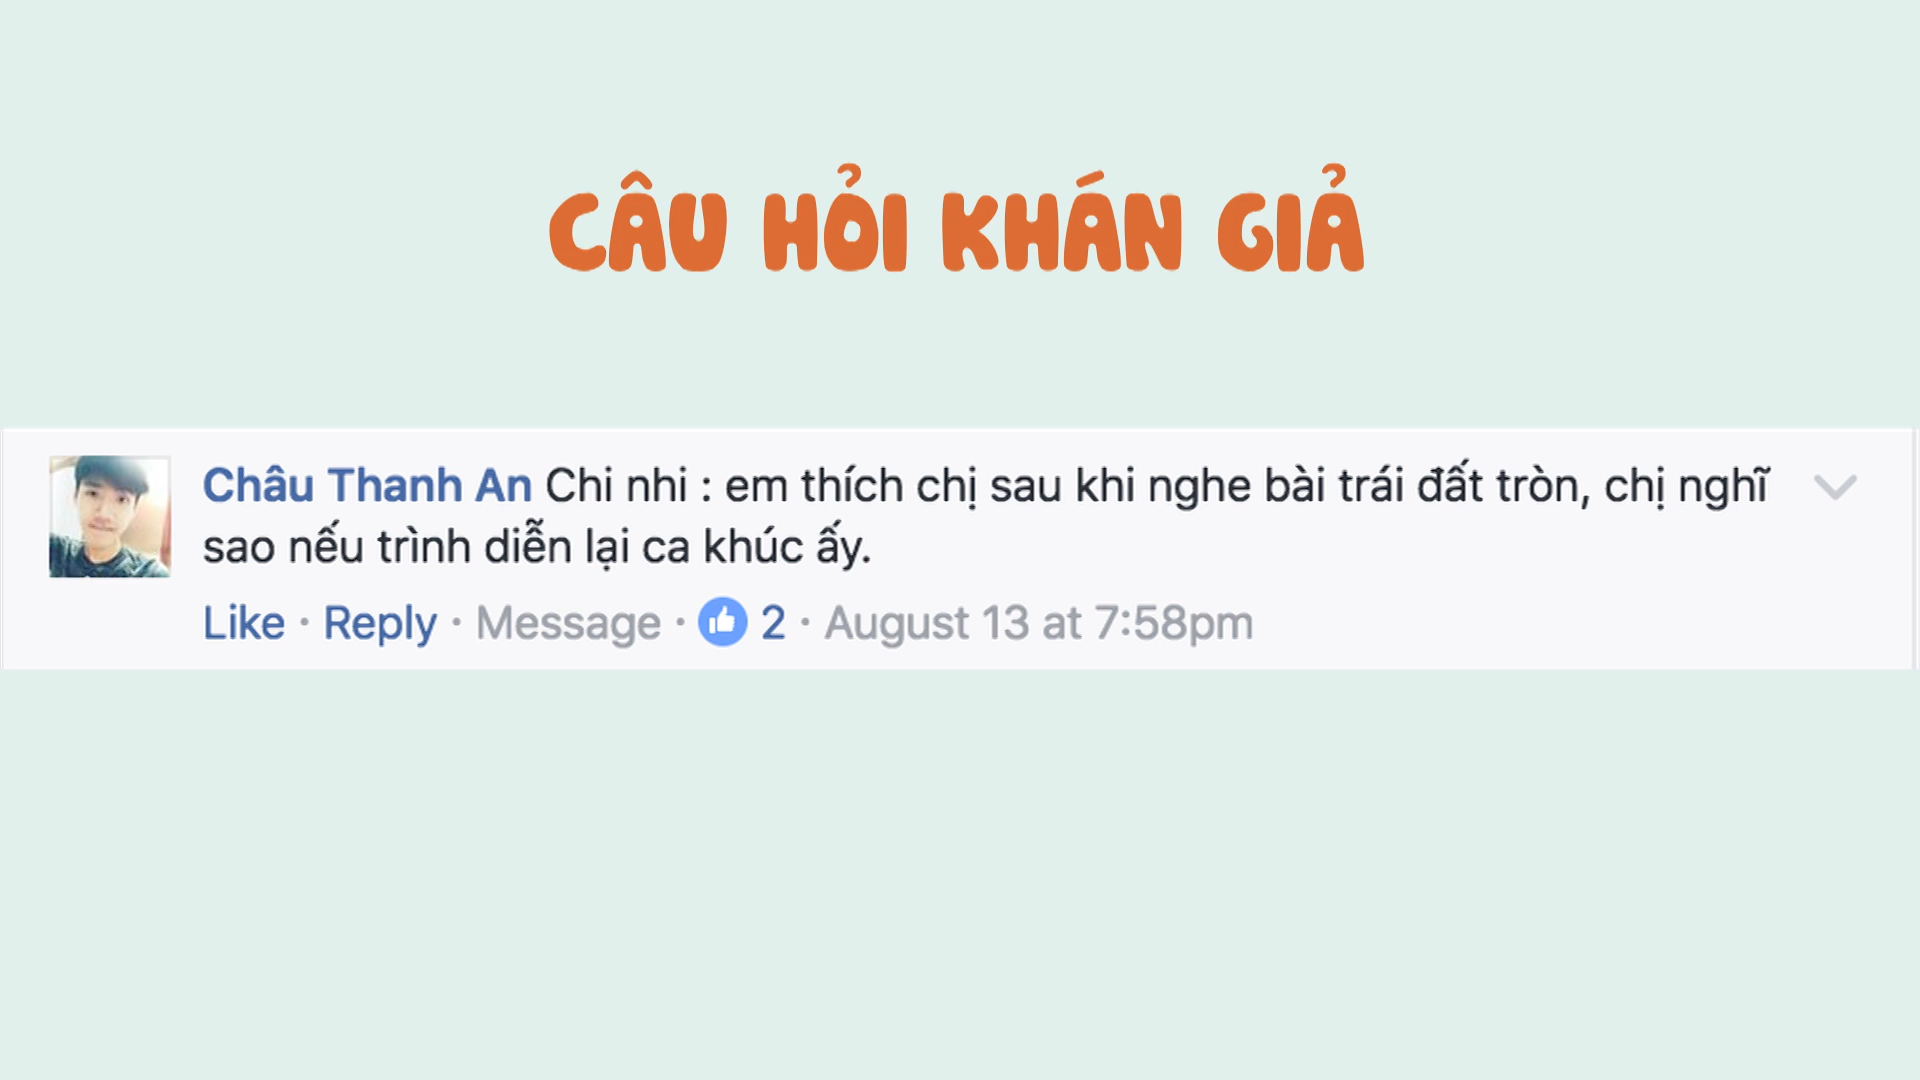 CÂU HỎI KHÁN GIẢ
Châu Thanh An Chi nhi : em thích chị sau khi nghe bài trái đất tròn, chị nghĩ
sao nếu trình diễn lại ca khúc ấy.
Like · Reply · Message · 2 · August 13 at 7:58pm